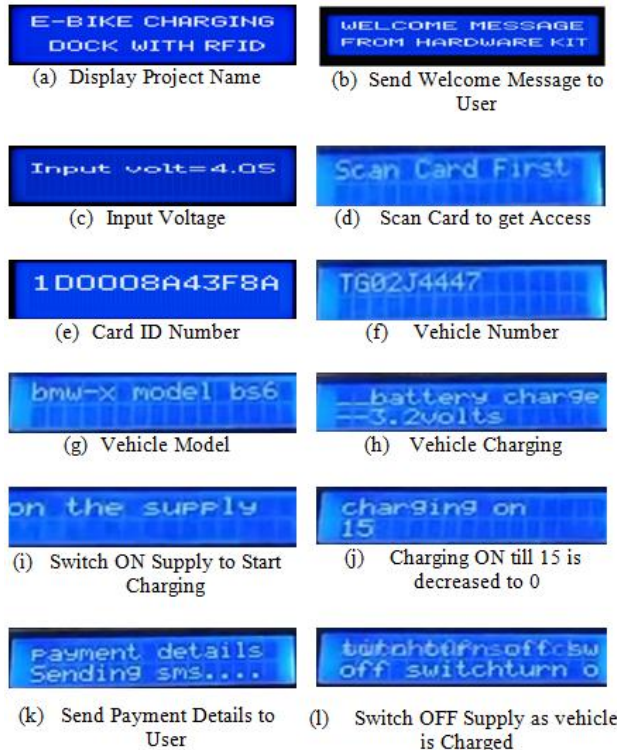 E-BIKE CHARGING
DOCK WITH RFID
(a) Display Project Name
WELCOME MESSAGE
FROM HARDWARE KIT
(b) Send Welcome Message to
User
Input volt=4.05
(c) Input Voltage
Scan Card First
(d) Scan Card to get Access
1D0008A43F8A
(e) Card ID Number
TG02J4447
(f) Vehicle Number
bmw-x model bs6
(g) Vehicle Model
__battery charge
==3.2volts
(h) Vehicle Charging
on the supply
(i) Switch ON Supply to Start
Charging
charging on
15
(j) Charging ON till 15 is
decreased to 0
payment details
Sending sms....
(k) Send Payment Details to
User
off switchturn o
(l) Switch OFF Supply as vehicle
is Charged